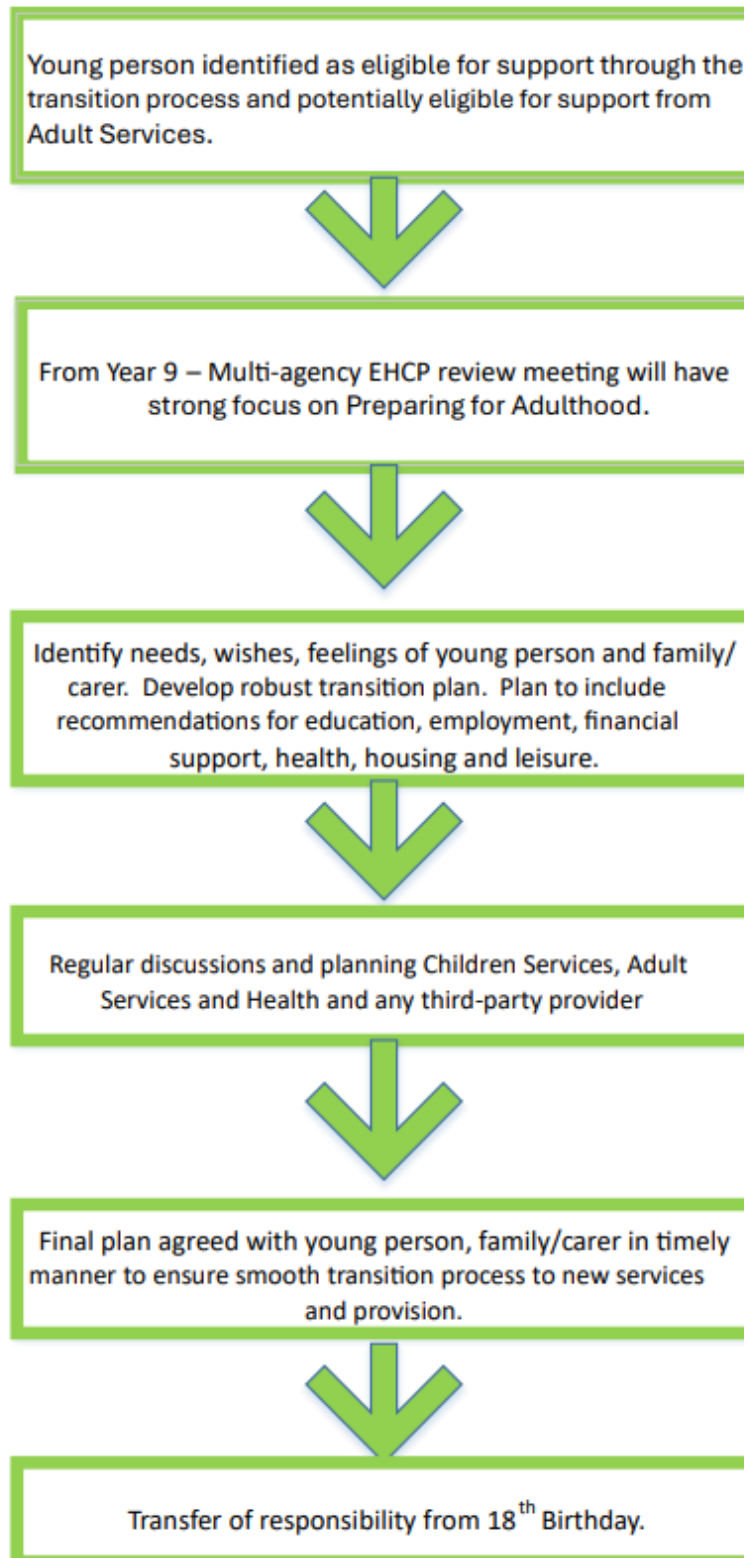 Young person identified as eligible for support through the
transition process and potentially eligible for support from
Adult Services.
From Year 9 – Multi-agency EHCP review meeting will have
strong focus on Preparing for Adulthood.
Identify needs, wishes, feelings of young person and family/
carer.  Develop robust transition plan.  Plan to include
recommendations for education, employment, financial
support, health, housing and leisure.
Regular discussions and planning Children Services, Adult
Services and Health and any third-party provider
Final plan agreed with young person, family/carer in timely
manner to ensure smooth transition process to new services
and provision.
Transfer of responsibility from 18th Birthday.